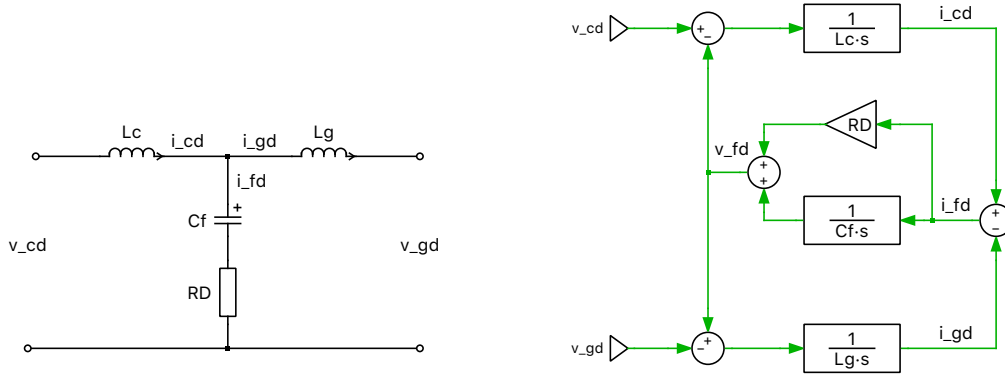 Lc
i_cd
i_gd
Lg
i_fd
+
Cf
v_cd
v_gd
RD
v_cd
+
−
1
Lc·s
i_cd
RD
v_fd
+
+
1
Cf·s
i_fd
+
−
v_gd
−
+
1
Lg·s
i_gd